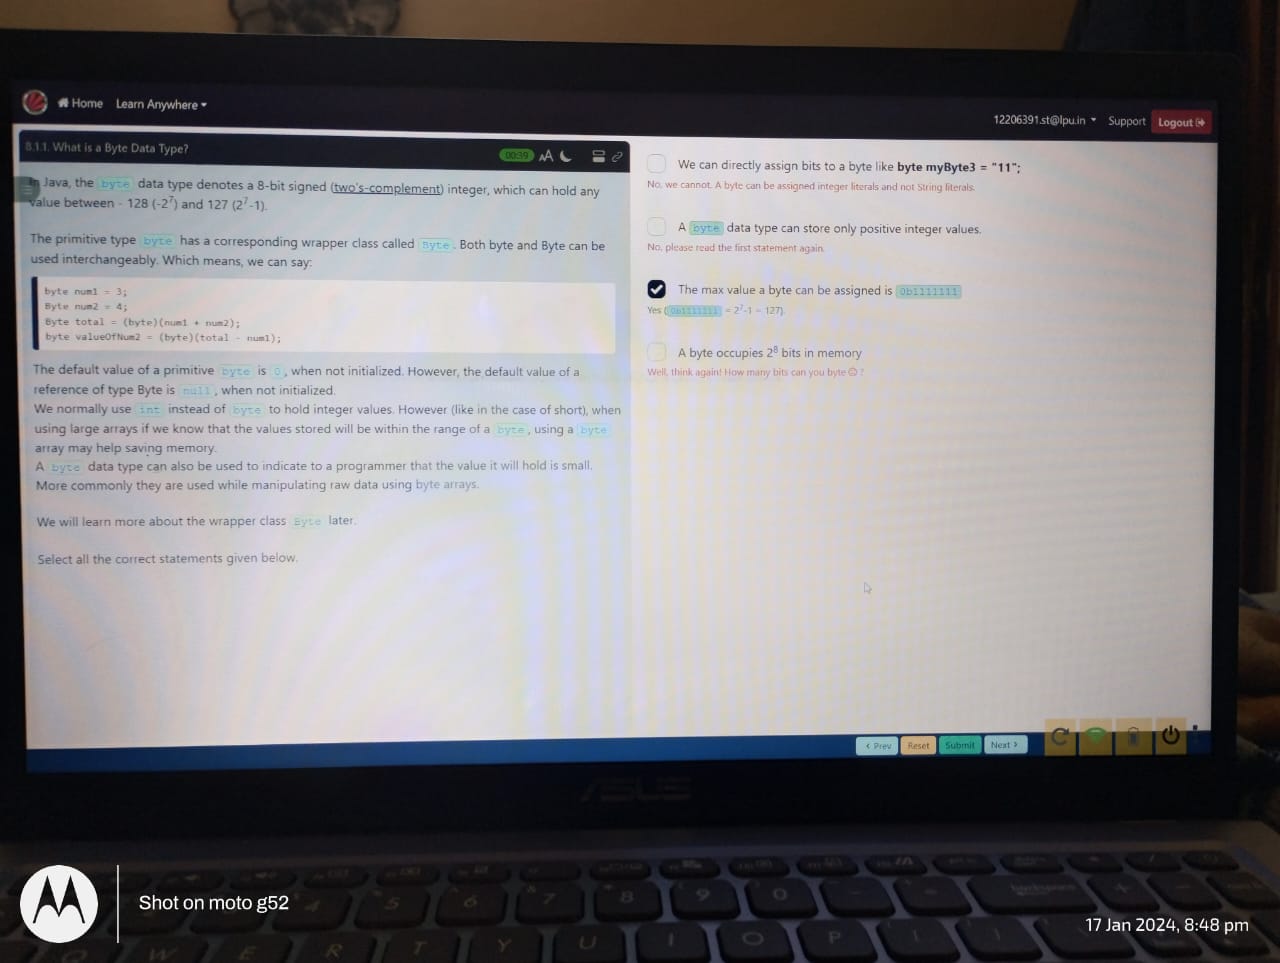 Home Learn Anywhere
12206391.st@lpu.in Support Logout
8.1.1. What is a Byte Data Type?
00:39 AA
In Java, the byte data type denotes a 8-bit signed (two's-complement) integer, which can hold any
value between - 128 (-2⁷) and 127 (2⁷-1).
The primitive type byte has a corresponding wrapper class called Byte. Both byte and Byte can be
used interchangeably. Which means, we can say:
byte num1 = 3;
Byte num2 = 4;
Byte total = (byte)(num1 + num2);
byte valueOfNum2 = (byte)(total - num1);
The default value of a primitive byte is 0, when not initialized. However, the default value of a
reference of type Byte is null, when not initialized.
We normally use int instead of byte to hold integer values. However (like in the case of short), when
using large arrays if we know that the values stored will be within the range of a byte, using a byte
array may help saving memory.
A byte data type can also be used to indicate to a programmer that the value it will hold is small.
More commonly they are used while manipulating raw data using byte arrays.
We will learn more about the wrapper class Byte later.
Select all the correct statements given below.
We can directly assign bits to a byte like byte myByte3 = "11";
No, we cannot. A byte can be assigned integer literals and not String literals.
A byte data type can store only positive integer values.
No, please read the first statement again.
The max value a byte can be assigned is 0b1111111
Yes (0b1111111 = 2⁷-1 = 127).
A byte occupies 2⁸ bits in memory
Well, think again! How many bits can you byte ☺ ?
< Prev Reset Submit Next >
ASUS
backspace
4 5 6 7 8 9 0
W E R T Y U I O P
Shot on moto g52
17 Jan 2024, 8:48 pm